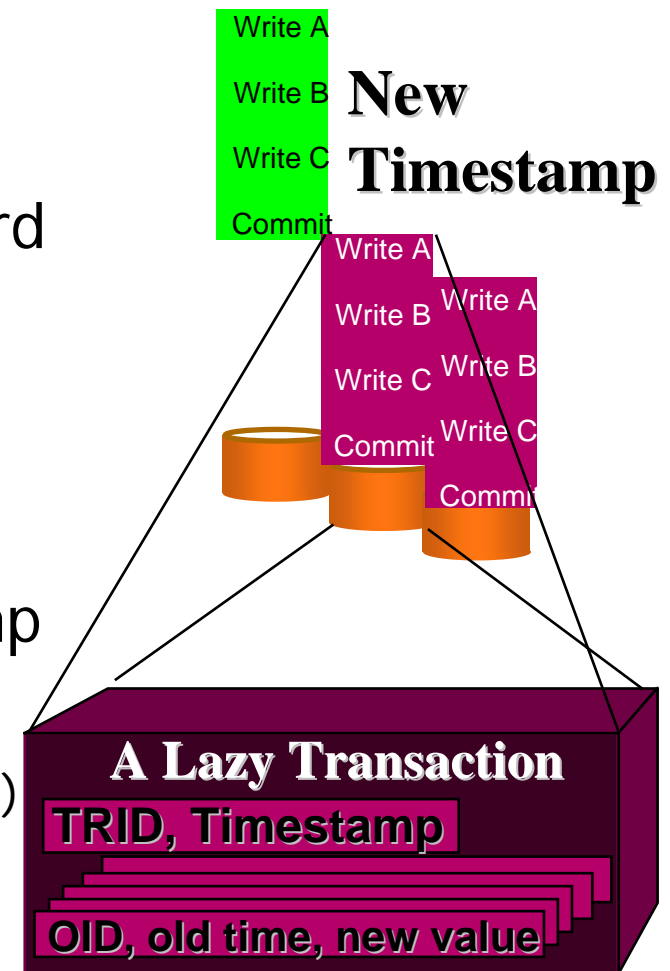 Write A
Write B
Write C
Commit
New
Timestamp
rd
Write A
Write B
Write C
Commit
Write A
Write B
Write C
Commit
p
)
A Lazy Transaction
TRID, Timestamp
OID, old time, new value